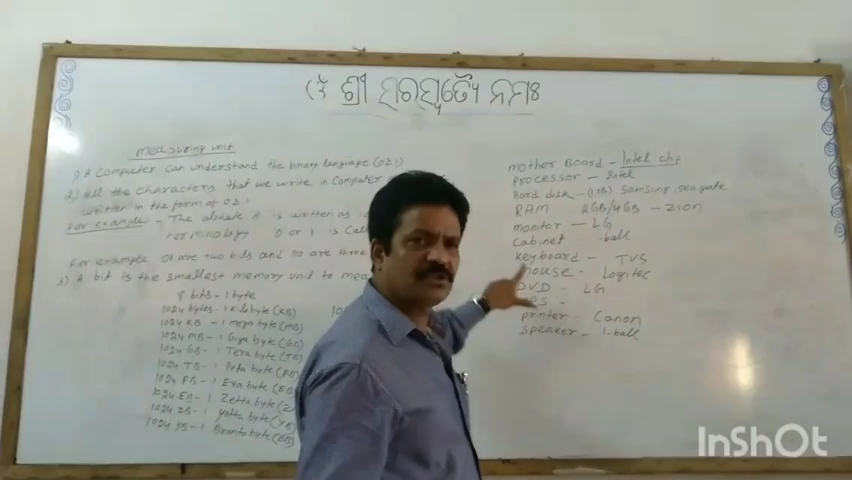 ଓଁ ଶ୍ରୀ ସରସ୍ୱତ୍ୟୈ ନମଃ
measuring unit
1) A Computer can understand the binary language (0 & 1)
2) All the characters that we write in Computer
written in the form of 0 & 1
For example - The alphate A is written as
Terminology 0 or 1 is Call
For example 01 are two bits and 110 are three
3) A bit is the smallest memory unit to mea
8 bits - 1 byte
1024 bytes - 1 Kilobyte (KB)
1024 KB - 1 megabyte (MB)
1024 MB - 1 Giga byte (GB)
1024 GB - 1 Tera byte (TB)
1024 TB - 1 Peta byte (PB)
1024 PB - 1 Exa byte (EB
1024 EB - 1 Zetta byte (Z
1024 ZB - 1 Yotta byte (YB)
1024 YB - 1 Bronto byte (BB)
10
mother Board - Intel chip
processor - Intel
Hard disk - (1TB) Samsung, seagate
RAM 2GB/4GB - zion
monitor - LG
Cabinet -ball
Keyboard - TVS
mouse - Logitec
DVD - LG
printer - Canon
speaker - I-ball
InShOt